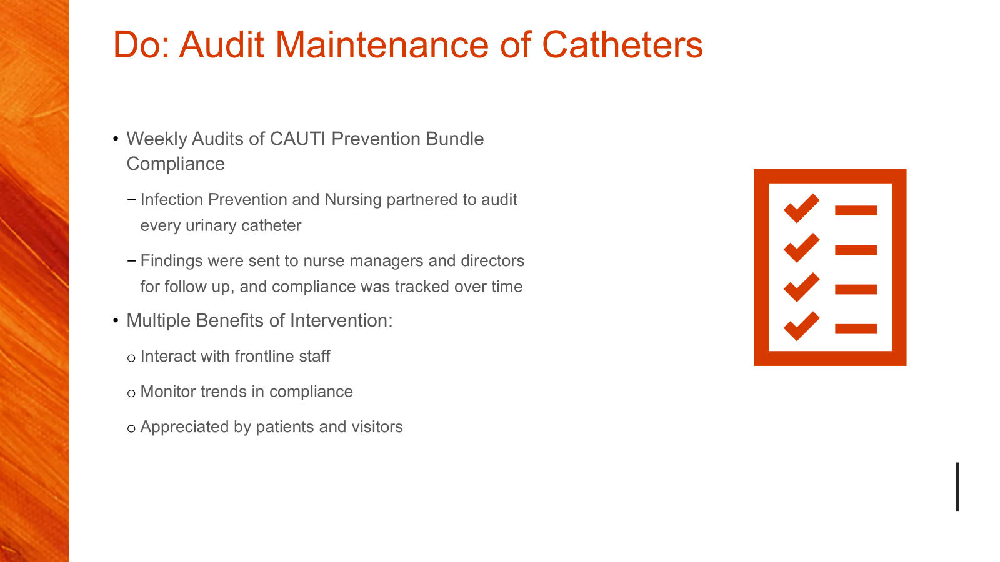 Do: Audit Maintenance of Catheters
• Weekly Audits of CAUTI Prevention Bundle
Compliance
– Infection Prevention and Nursing partnered to audit
every urinary catheter
– Findings were sent to nurse managers and directors
for follow up, and compliance was tracked over time
• Multiple Benefits of Intervention:
o Interact with frontline staff
o Monitor trends in compliance
o Appreciated by patients and visitors